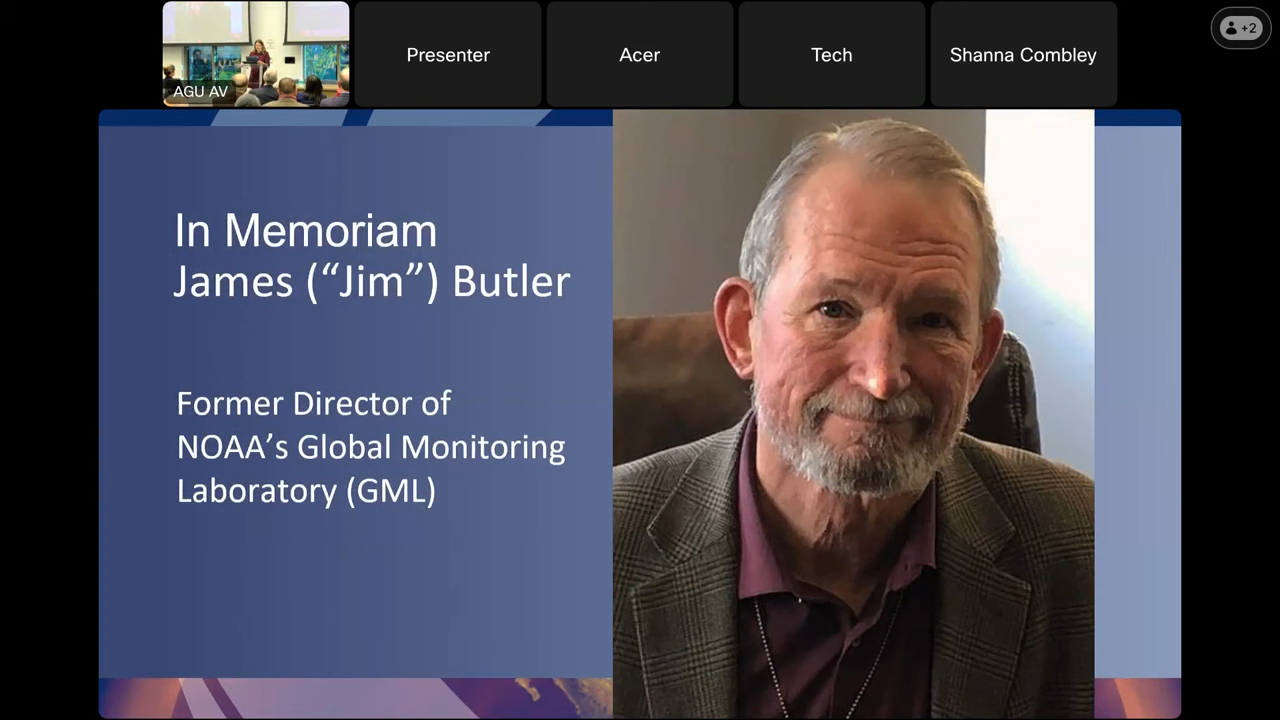 AGU AV
Presenter
Acer
Tech
Shanna Combley
+2
In Memoriam
James (“Jim”) Butler
Former Director of
NOAA’s Global Monitoring
Laboratory (GML)